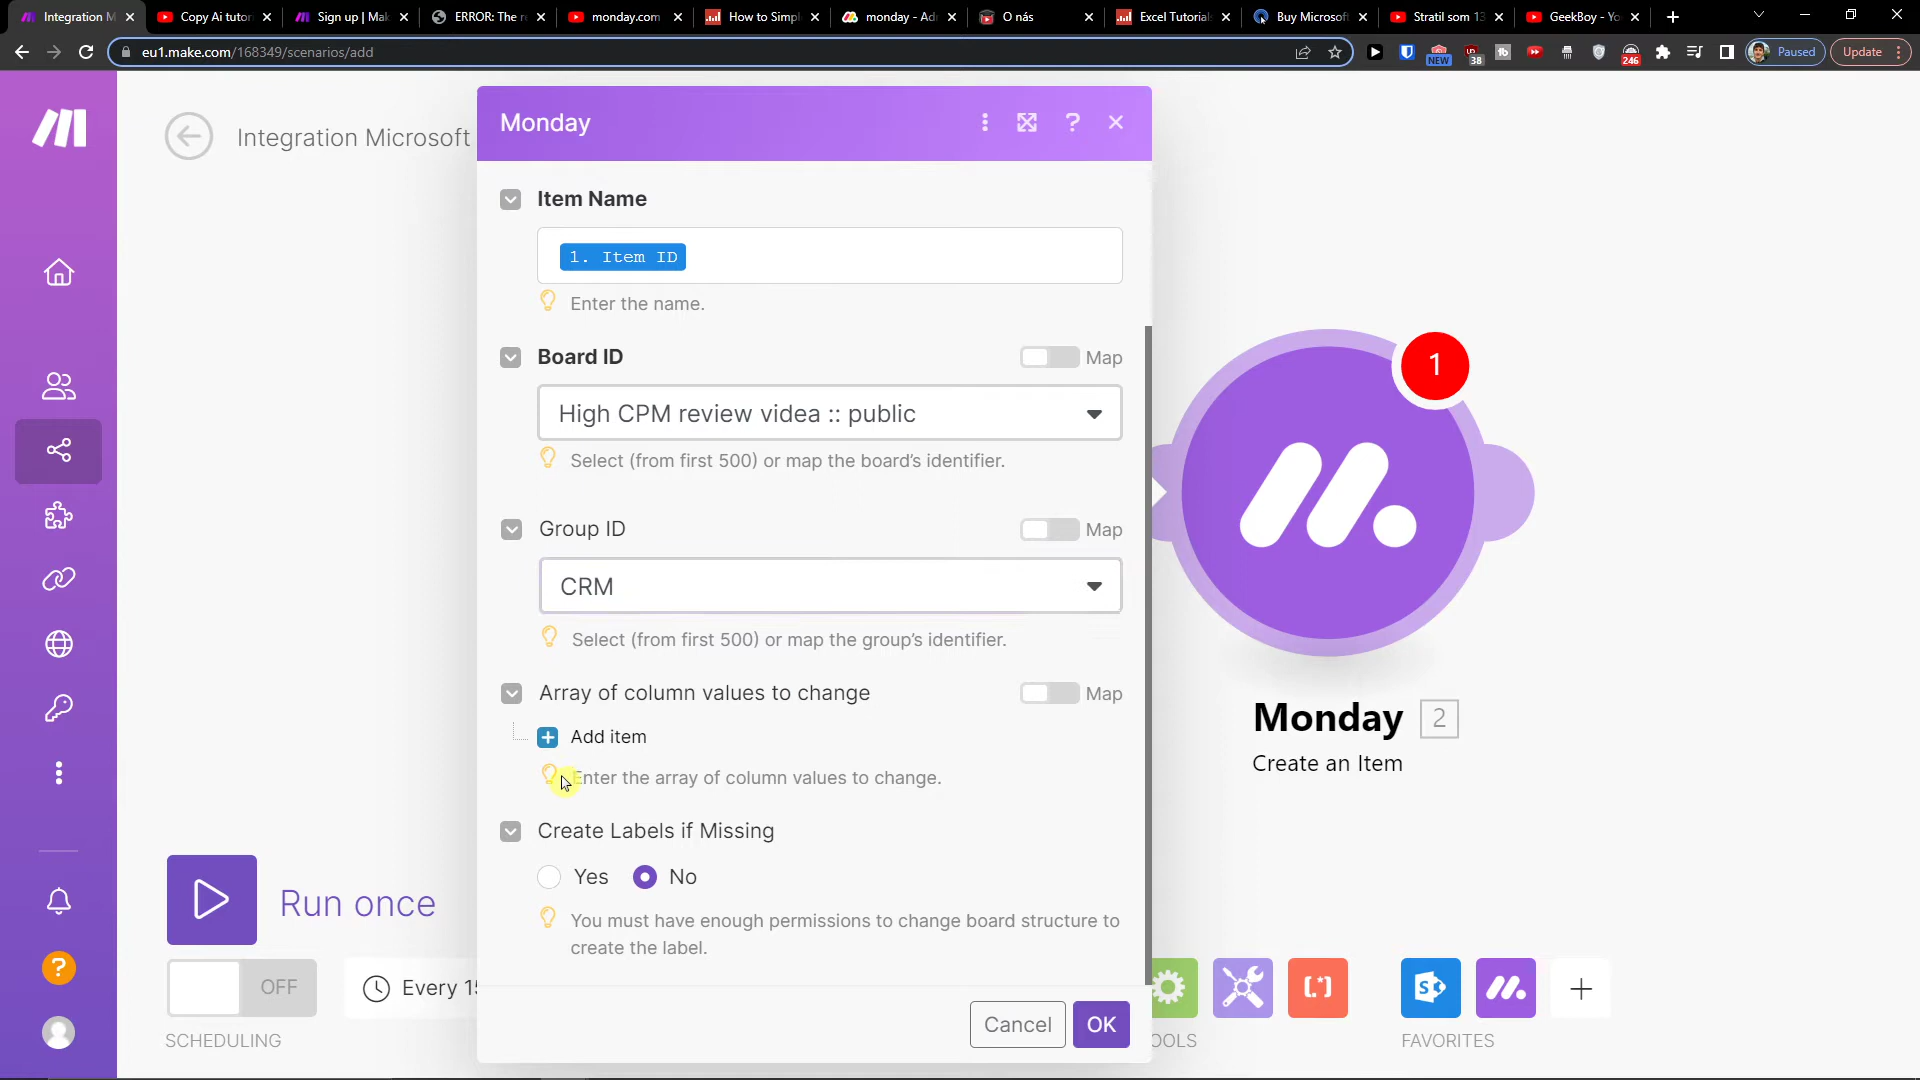 Integration M
Copy Ai tutor
Sign up | Mak
ERROR: The r
monday.com
How to Simpl
monday - Ad
O nás
Excel Tutorial
Buy Microsof
Stratil som 13
GeekBoy - Yo
eu1.make.com/168349/scenarios/add
NEW
38
246
Paused
Update
Integration Microsoft
Monday
?
Item Name
1. Item ID
Enter the name.
Board ID
Map
High CPM review videa :: public
Select (from first 500) or map the board's identifier.
Group ID
Map
CRM
Select (from first 500) or map the group's identifier.
Array of column values to change
Map
Add item
Enter the array of column values to change.
Create Labels if Missing
Yes
No
You must have enough permissions to change board structure to
create the label.
Cancel
OK
1
Monday
2
Create an Item
Run once
OFF
Every 15
SCHEDULING
OOLS
FAVORITES